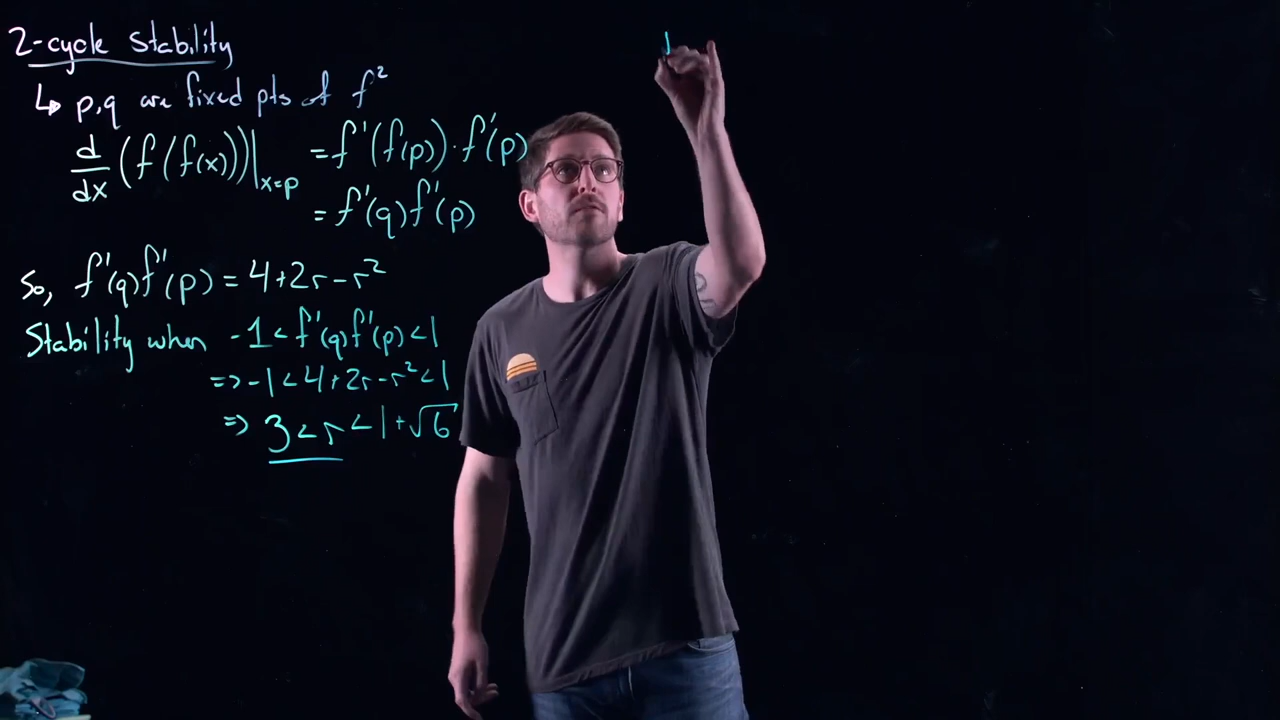 2-cycle Stability
↳ p,q are fixed pts of f²
d/dx (f(f(x)))|ₓ₌ₚ = f'(f(p))·f'(p)
= f'(q)f'(p)
So, f'(q)f'(p) = 4+2r-r²
Stability when -1 < f'(q)f'(p) < 1
=> -1 < 4+2r-r² < 1
=> 3 < r < 1+√6